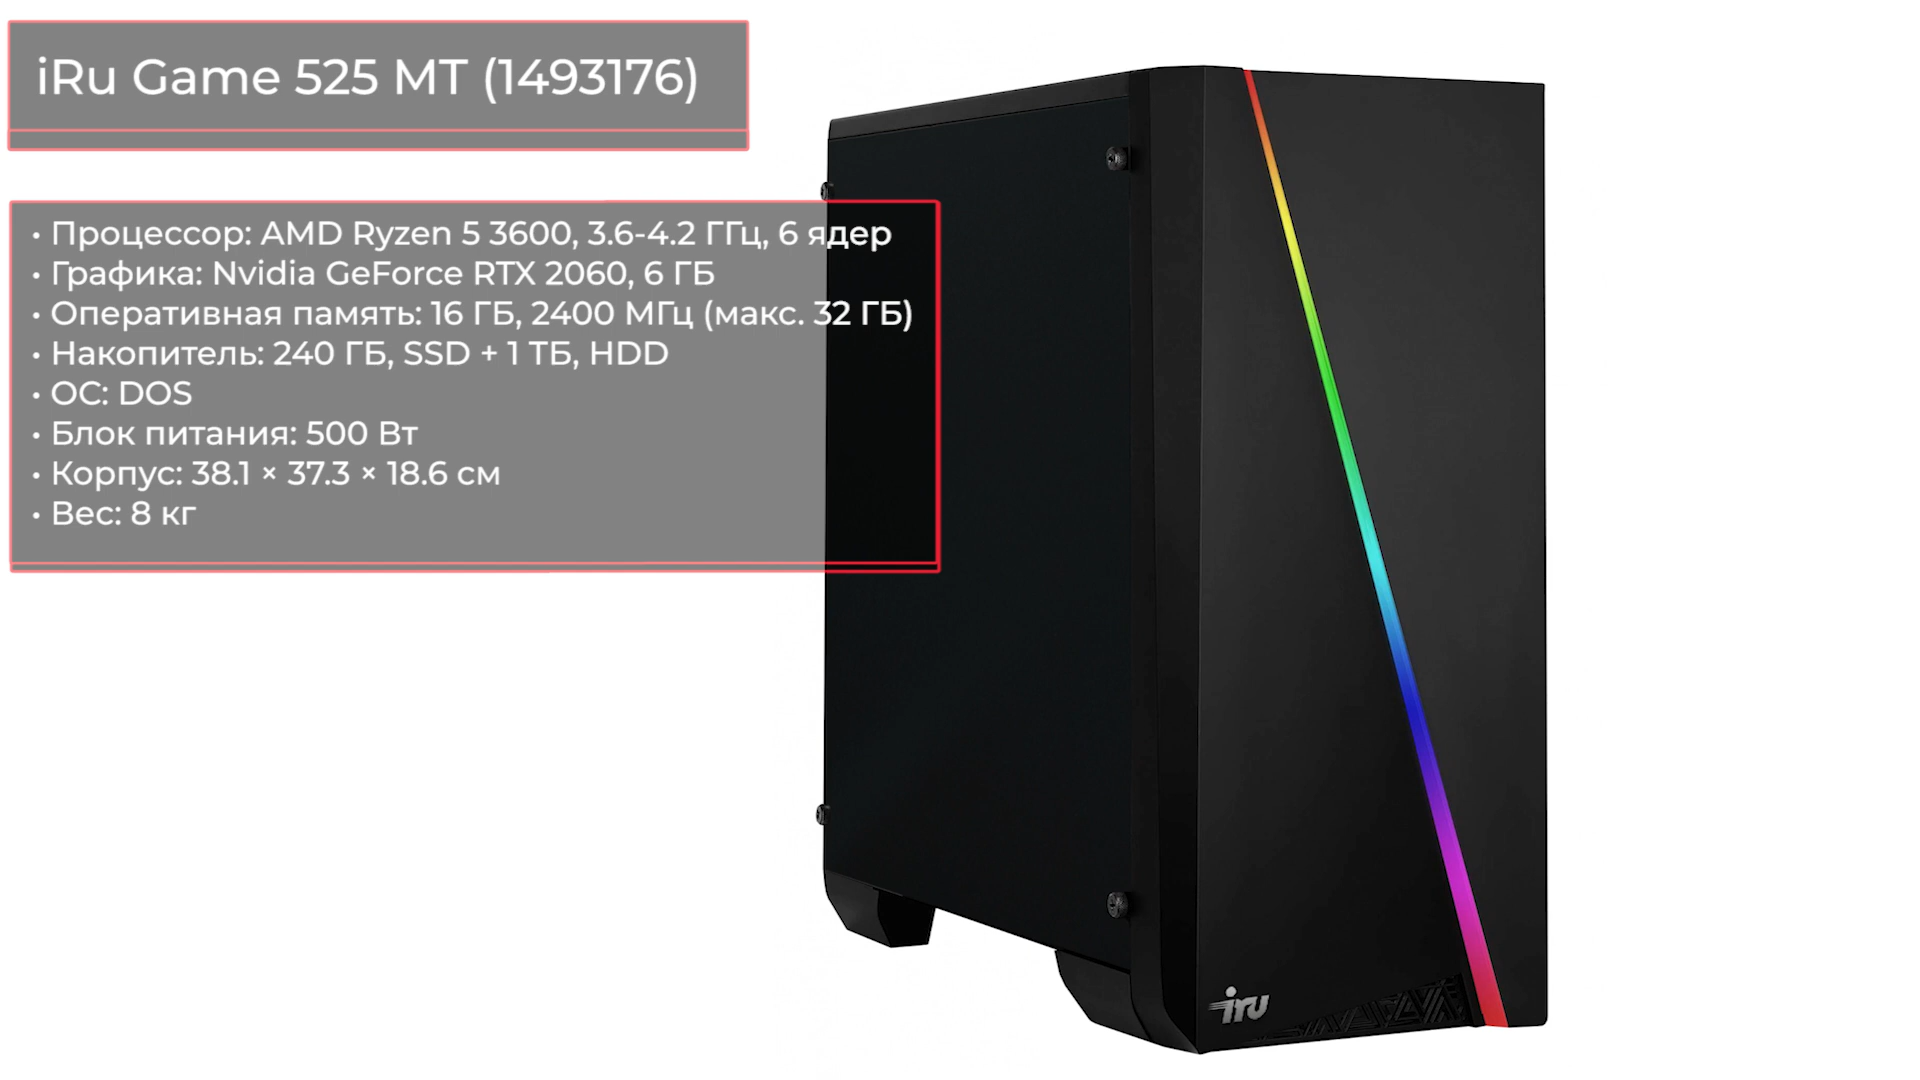 iRu Game 525 MT (1493176)
• Процессор: AMD Ryzen 5 3600, 3.6-4.2 ГГц, 6 ядер
• Графика: Nvidia GeForce RTX 2060, 6 ГБ
• Оперативная память: 16 ГБ, 2400 МГц (макс. 32 ГБ)
• Накопитель: 240 ГБ, SSD + 1 ТБ, HDD
• ОС: DOS
• Блок питания: 500 Вт
• Корпус: 38.1 × 37.3 × 18.6 см
• Вес: 8 кг
iru